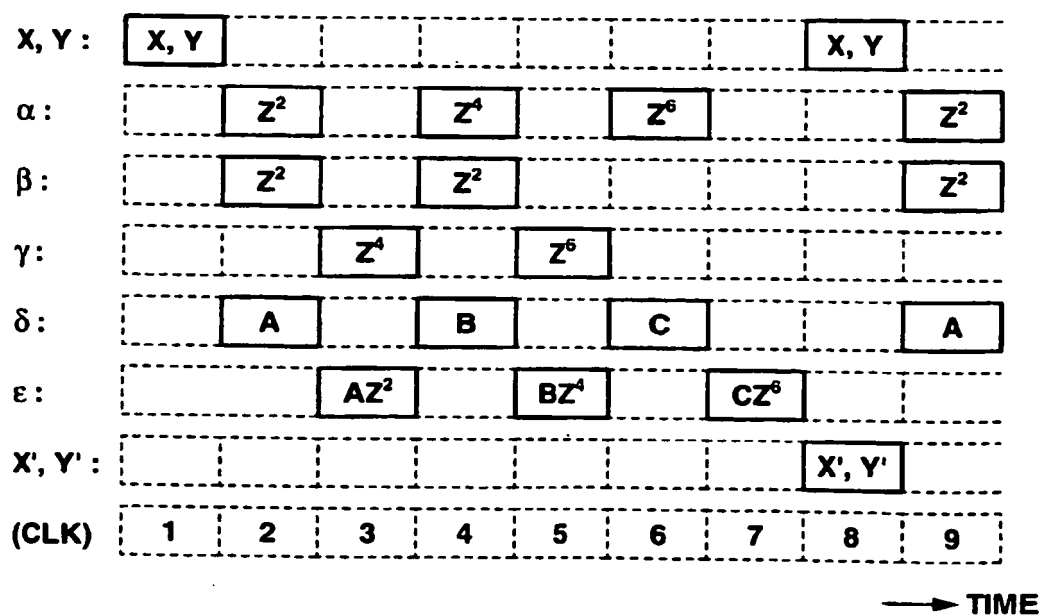 X, Y : X, Y X, Y
α : Z² Z⁴ Z⁶ Z²
β : Z² Z² Z²
γ : Z⁴ Z⁶
δ : A B C A
ε : AZ² BZ⁴ CZ⁶
X', Y' : X', Y'
(CLK) 1 2 3 4 5 6 7 8 9
TIME